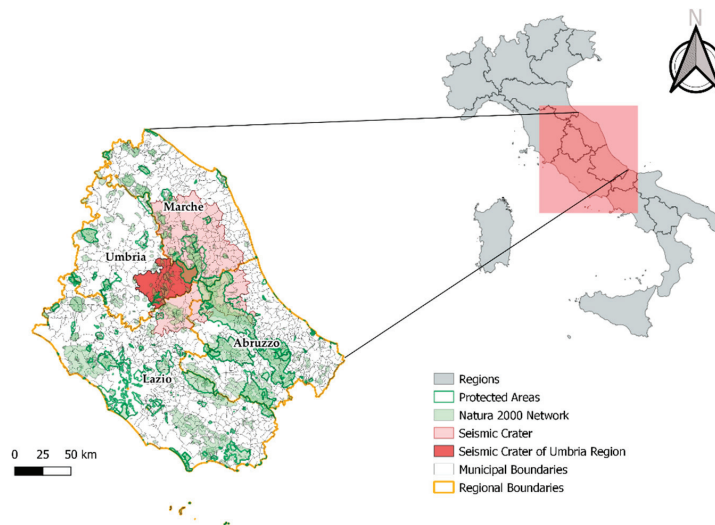 N
Marche
Umbria
Abruzzo
Lazio
0 25 50 km
Regions
Protected Areas
Natura 2000 Network
Seismic Crater
Seismic Crater of Umbria Region
Municipal Boundaries
Regional Boundaries